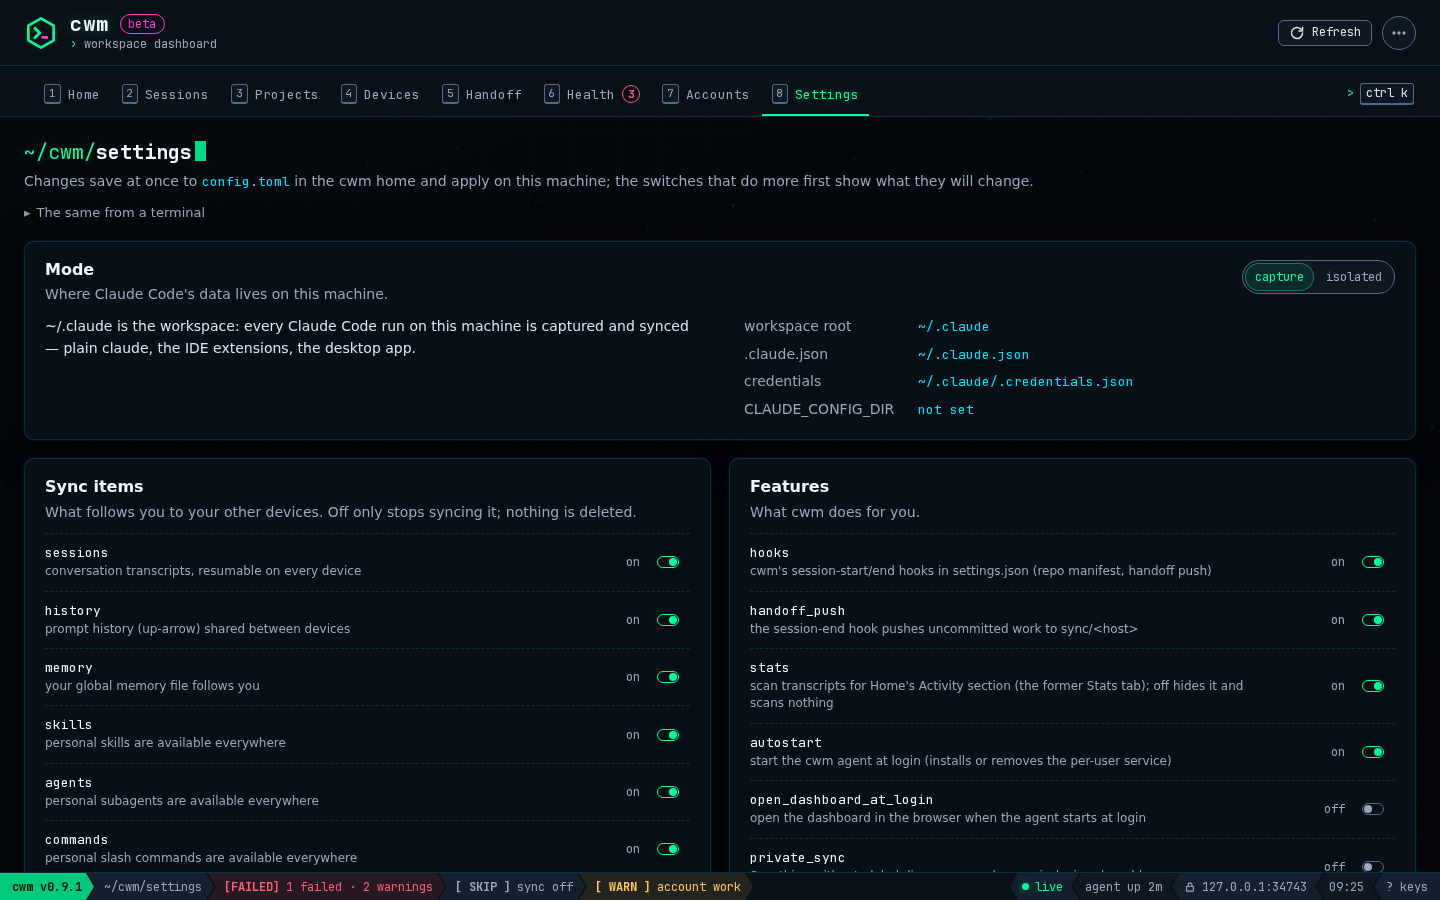 cwm beta
› workspace dashboard
Refresh
1 Home
2 Sessions
3 Projects
4 Devices
5 Handoff
6 Health 3
7 Accounts
8 Settings
> ctrl k
~/cwm/settings
Changes save at once to config.toml in the cwm home and apply on this machine; the switches that do more first show what they will change.
▸ The same from a terminal
Mode
Where Claude Code's data lives on this machine.
capture isolated
~/.claude is the workspace: every Claude Code run on this machine is captured and synced
— plain claude, the IDE extensions, the desktop app.
workspace root ~/.claude
.claude.json ~/.claude.json
credentials ~/.claude/.credentials.json
CLAUDE_CONFIG_DIR not set
Sync items
What follows you to your other devices. Off only stops syncing it; nothing is deleted.
sessions
conversation transcripts, resumable on every device
on
history
prompt history (up-arrow) shared between devices
on
memory
your global memory file follows you
on
skills
personal skills are available everywhere
on
agents
personal subagents are available everywhere
on
commands
personal slash commands are available everywhere
on
Features
What cwm does for you.
hooks
cwm's session-start/end hooks in settings.json (repo manifest, handoff push)
on
handoff_push
the session-end hook pushes uncommitted work to sync/<host>
on
stats
scan transcripts for Home's Activity section (the former Stats tab); off hides it and
scans nothing
on
autostart
start the cwm agent at login (installs or removes the per-user service)
on
open_dashboard_at_login
open the dashboard in the browser when the agent starts at login
off
private_sync
off
cwm v0.9.1
~/cwm/settings
[FAILED] 1 failed · 2 warnings
[ SKIP ] sync off
[ WARN ] account work
live
agent up 2m
127.0.0.1:34743
09:25
? keys